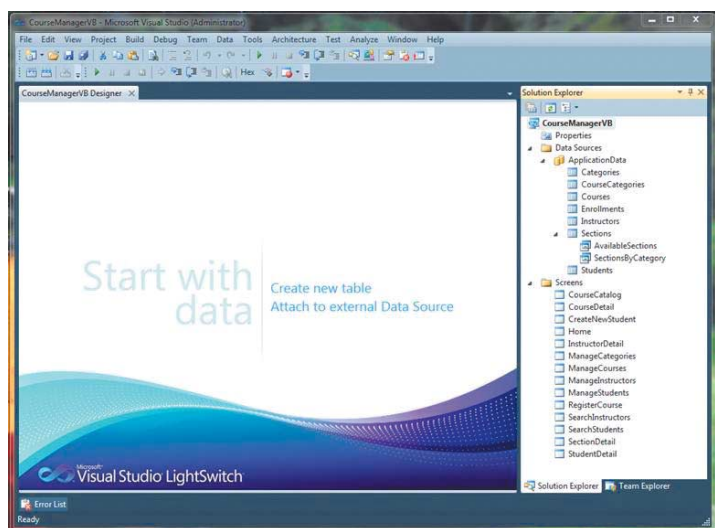 CourseManagerVB - Microsoft Visual Studio (Administrator)
File Edit View Project Build Debug Team Data Tools Architecture Test Analyze Window Help
Hex
CourseManagerVB Designer
Start with
data
Create new table
Attach to external Data Source
Microsoft
Visual Studio LightSwitch
Solution Explorer
CourseManagerVB
Properties
Data Sources
ApplicationData
Categories
CourseCategories
Courses
Enrollments
Instructors
Sections
AvailableSections
SectionsByCategory
Students
Screens
CourseCatalog
CourseDetail
CreateNewStudent
Home
InstructorDetail
ManageCategories
ManageCourses
ManageInstructors
ManageStudents
RegisterCourse
SearchInstructors
SearchStudents
SectionDetail
StudentDetail
Solution Explorer Team Explorer
Error List
Ready